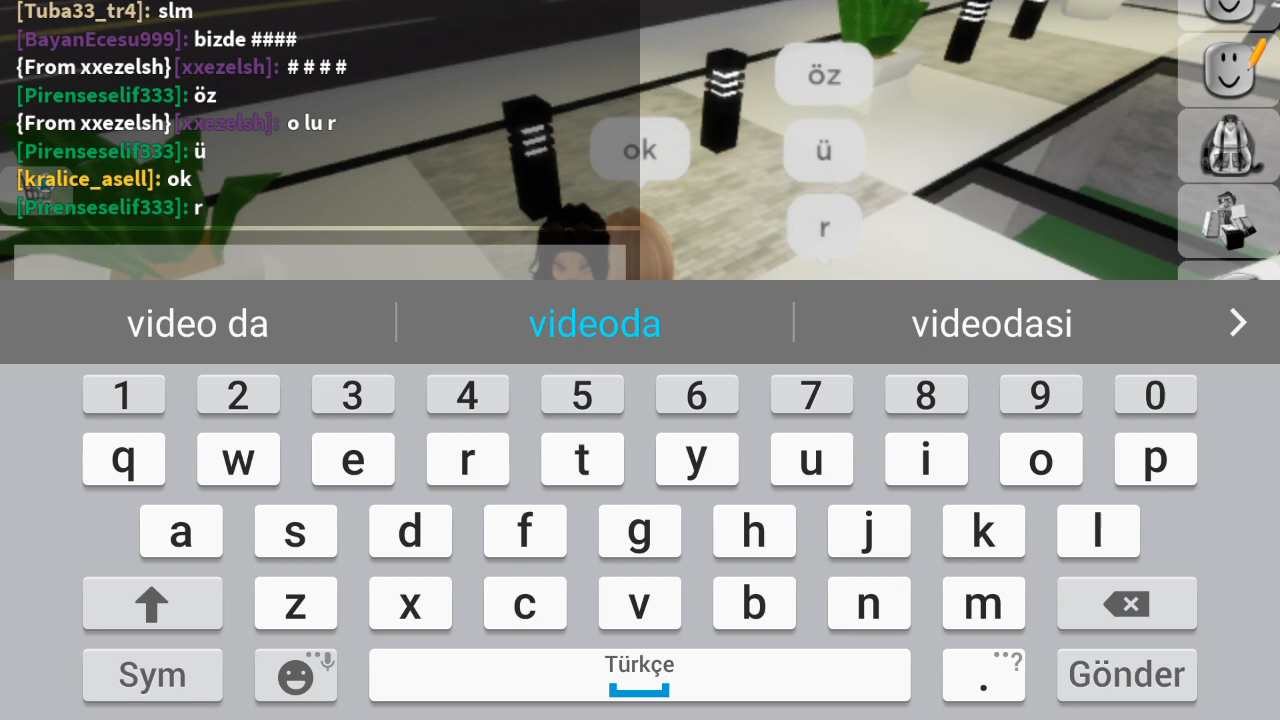 [Tuba33_tr4]: slm
[BayanEcesu999]: bizde ####
{From xxezelsh}[xxezelsh]: # # # #
[Pirenseselif333]: öz
{From xxezelsh}[xxezelsh]: o lu r
[Pirenseselif333]: ü
[kralice_asell]: ok
[Pirenseselif333]: r
öz
ok
ü
r
video da
videoda
videodasi
1 2 3 4 5 6 7 8 9 0
q w e r t y u i o p
a s d f g h j k l
z x c v b n m
Sym
Türkçe
. ?
Gönder